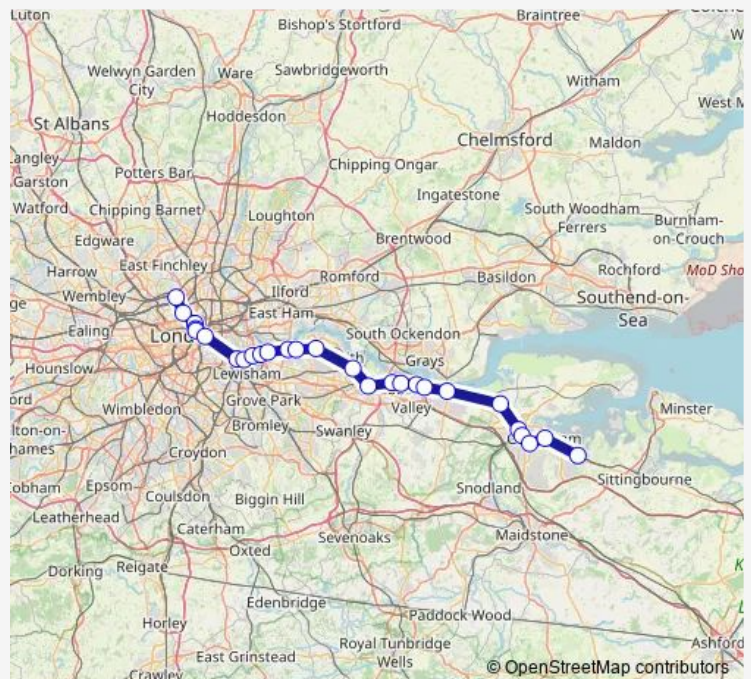 Luton
Bishop's Stortford
Braintree
Welwyn Garden
City
Ware
Sawbridgeworth
Witham
Hoddesdon
West M
St Albans
Chelmsford
Maldon
Langley
Garston
Potters Bar
Chipping Ongar
Ingatestone
Watford
Chipping Barnet
Loughton
South Woodham
Ferrers
Burnham-
on-Crouch
Edgware
Brentwood
East Finchley
Harrow
Romford
Basildon
Rochford
MoD Sho
Wembley
Ilford
Southend-on-
Sea
Ealing
Lond
East Ham
South Ockendon
Hounslow
Lewisham
Grays
Wimbledon
Grove Park
Valley
Minster
Bromley
Swanley
Croydon
Sittingbourne
Epsom
Biggin Hill
Snodland
Coulsdon
Leatherhead
Caterham
Sevenoaks
Maidstone
Oxted
Dorking
Reigate
Edenbridge
Paddock Wood
Horley
Royal Tunbridge
Wells
Ashford
East Grinstead
Crawley
© OpenStreetMap contributors